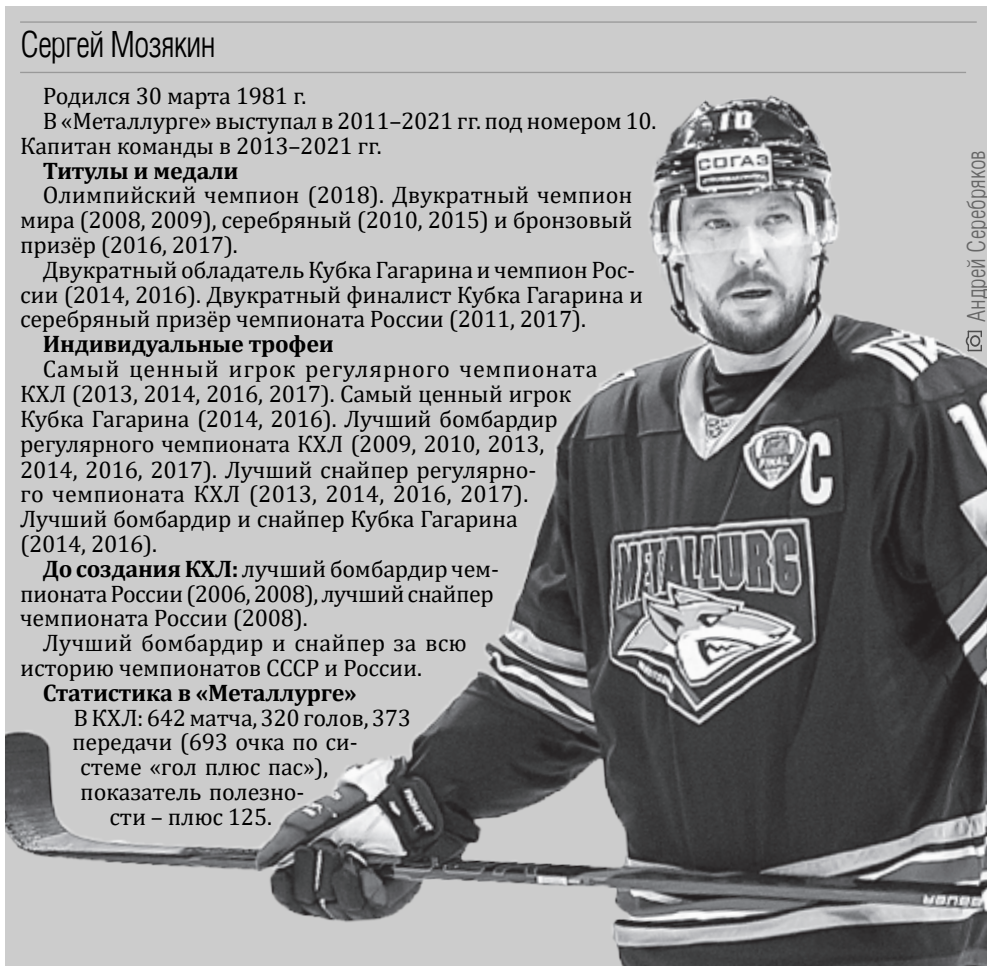 Сергей Мозякин
Родился 30 марта 1981 г.
В «Металлурге» выступал в 2011–2021 гг. под номером 10.
Капитан команды в 2013–2021 гг.
Титулы и медали
Олимпийский чемпион (2018). Двукратный чемпион
мира (2008, 2009), серебряный (2010, 2015) и бронзовый
призёр (2016, 2017).
Двукратный обладатель Кубка Гагарина и чемпион Рос-
сии (2014, 2016). Двукратный финалист Кубка Гагарина и
серебряный призёр чемпионата России (2011, 2017).
Индивидуальные трофеи
Самый ценный игрок регулярного чемпионата
КХЛ (2013, 2014, 2016, 2017). Самый ценный игрок
Кубка Гагарина (2014, 2016). Лучший бомбардир
регулярного чемпионата КХЛ (2009, 2010, 2013,
2014, 2016, 2017). Лучший снайпер регулярно-
го чемпионата КХЛ (2013, 2014, 2016, 2017).
Лучший бомбардир и снайпер Кубка Гагарина
(2014, 2016).
До создания КХЛ: лучший бомбардир чем-
пионата России (2006, 2008), лучший снайпер
чемпионата России (2008).
Лучший бомбардир и снайпер за всю
историю чемпионатов СССР и России.
Статистика в «Металлурге»
В КХЛ: 642 матча, 320 голов, 373
передачи (693 очка по си-
стеме «гол плюс пас»),
показатель полезно-
сти – плюс 125.
Андрей Серебряков
10
СОГАЗ
FINAL
C
METALLURG
BAUER
BAUER